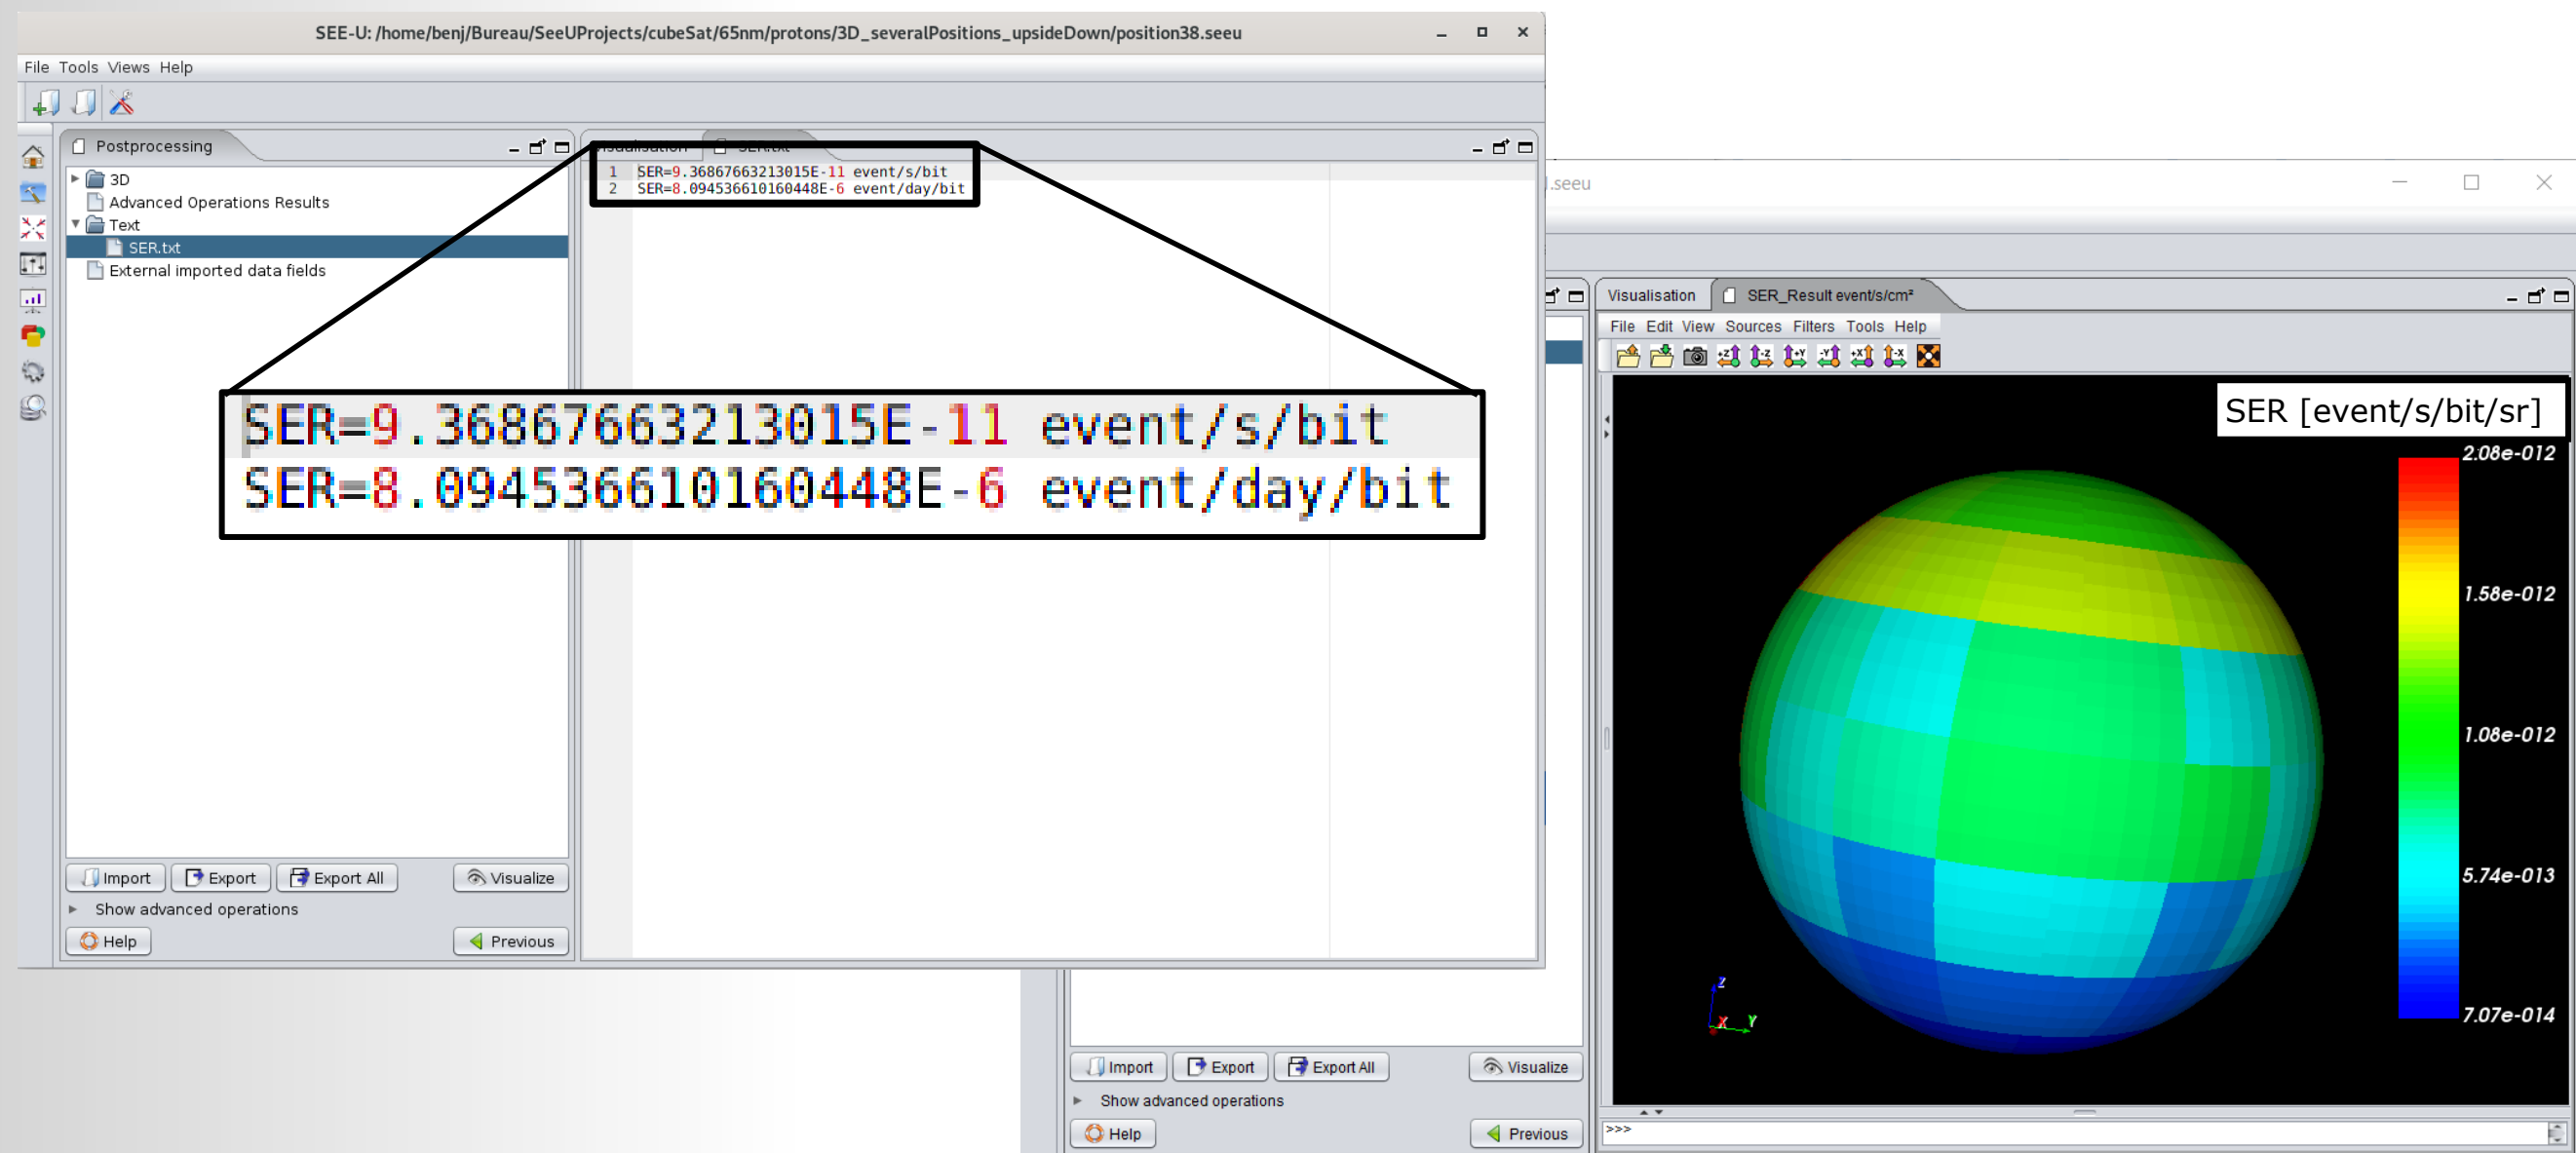 SEE-U: /home/benj/Bureau/SeeUProjects/cubeSat/65nm/protons/3D_severalPositions_upsideDown/position38.seeu
File Tools Views Help
Postprocessing
3D
Advanced Operations Results
Text
SER.txt
External imported data fields
SER.txt
1 SER=9.36867663213015E-11 event/s/bit
2 SER=8.094536610160448E-6 event/day/bit
SER=9.36867663213015E-11 event/s/bit
SER=8.094536610160448E-6 event/day/bit
Import Export Export All Visualize
Show advanced operations
Help Previous
.seeu
Visualisation SER_Result event/s/cm²
File Edit View Sources Filters Tools Help
+Z -Z +Y -Y +X -X
SER [event/s/bit/sr]
2.08e-012
1.58e-012
1.08e-012
5.74e-013
7.07e-014
Z
X Y
>>>
Import Export Export All Visualize
Show advanced operations
Help Previous